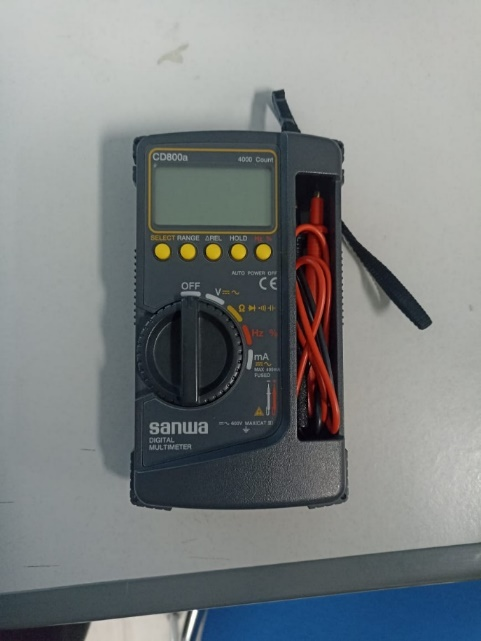 CD800a 4000 Count
SELECT RANGE ΔREL HOLD Hz %
AUTO POWER OFF
CE
OFF
V
Ω
Hz %
mA
MAX 400mA
FUSED
sanwa
DIGITAL
MULTIMETER